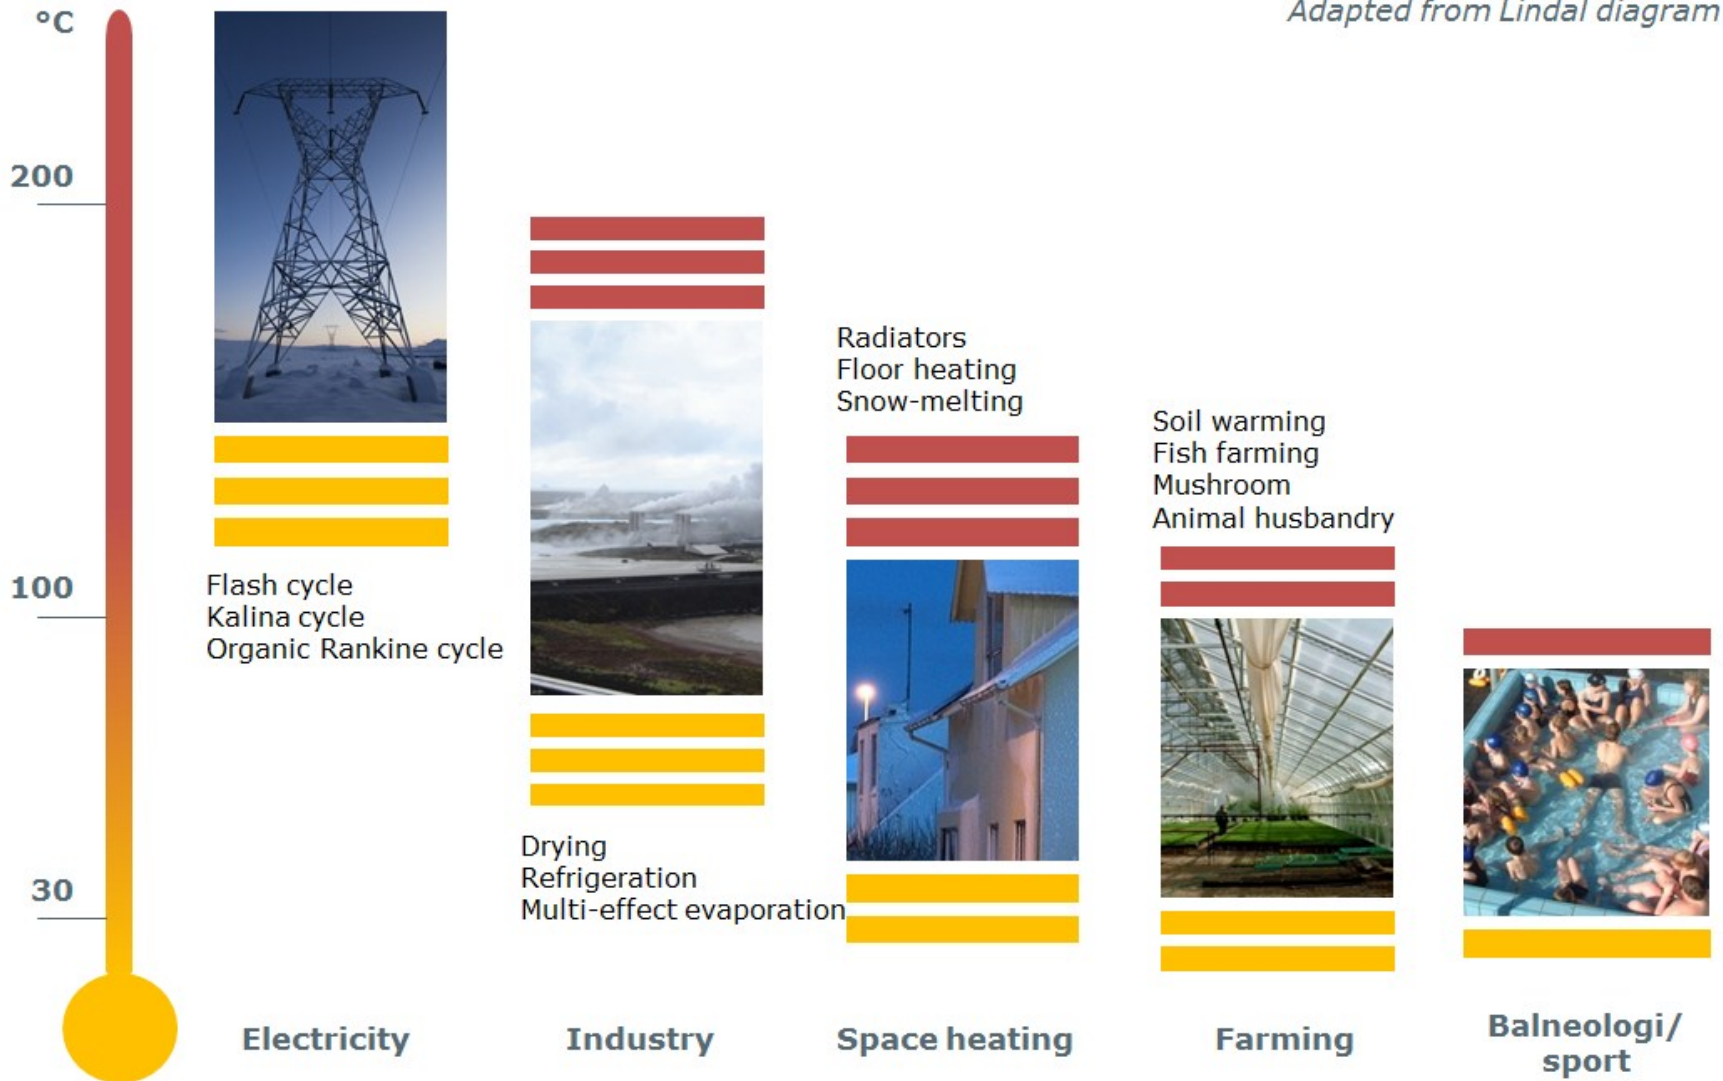 °C
Adapted from Lindal diagram
200
100
30
Flash cycle
Kalina cycle
Organic Rankine cycle
Drying
Refrigeration
Multi-effect evaporation
Radiators
Floor heating
Snow-melting
Soil warming
Fish farming
Mushroom
Animal husbandry
Electricity
Industry
Space heating
Farming
Balneologi/
sport